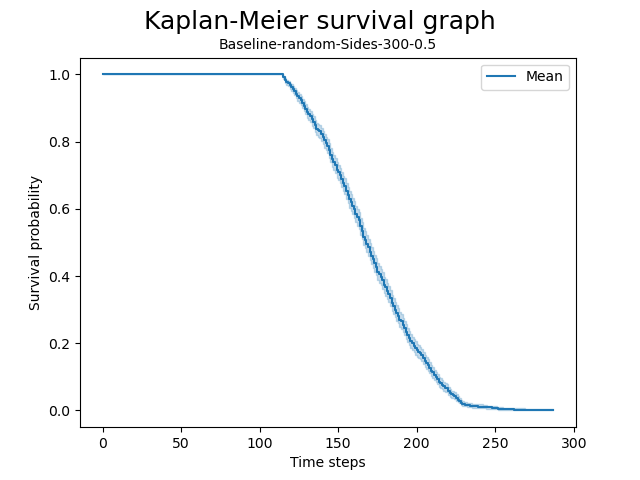 Kaplan-Meier survival graph
Baseline-random-Sides-300-0.5
Mean
Survival probability
1.0
0.8
0.6
0.4
0.2
0.0
0 50 100 150 200 250 300
Time steps